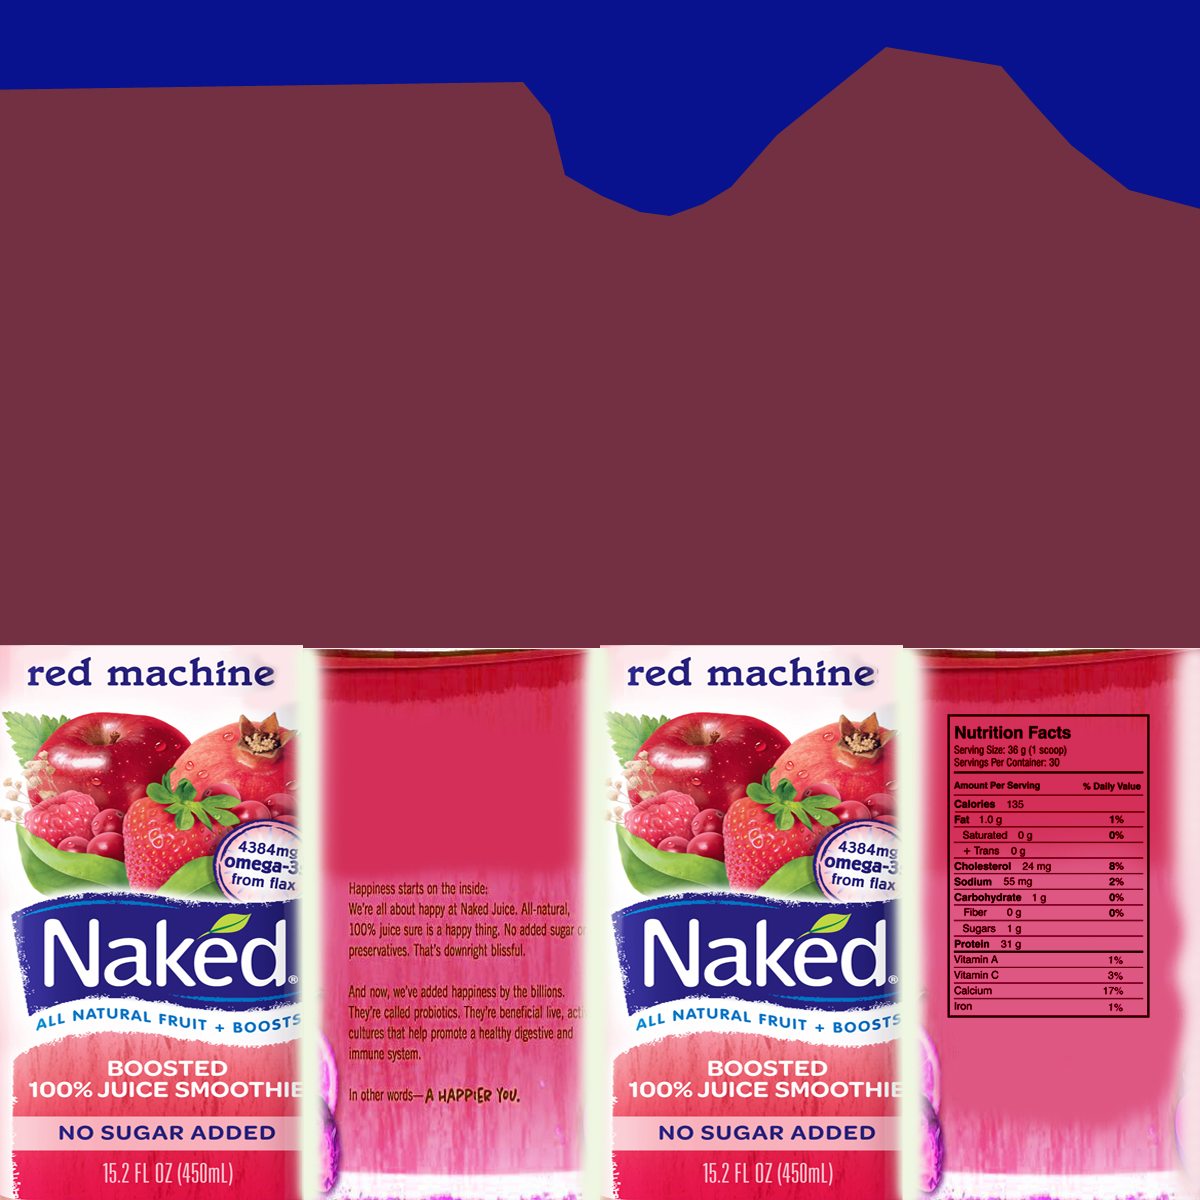 red machine
4384mg
omega-3
from flax
Naked®
ALL NATURAL FRUIT + BOOSTS
BOOSTED
100% JUICE SMOOTHIE
NO SUGAR ADDED
15.2 FL OZ (450mL)
Happiness starts on the inside:
We're all about happy at Naked Juice. All-natural,
100% juice sure is a happy thing. No added sugar or
preservatives. That's downright blissful.
And now, we've added happiness by the billions.
They're called probiotics. They're beneficial live,
cultures that help promote a healthy digestive and
immune system.
In other words—A HAPPIER YOU.
red machine
4384mg
omega-3
from flax
Naked®
ALL NATURAL FRUIT + BOOSTS
BOOSTED
100% JUICE SMOOTHIE
NO SUGAR ADDED
15.2 FL OZ (450mL)
Nutrition Facts
Serving Size: 36 g (1 scoop)
Servings Per Container: 30
Amount Per Serving % Daily Value
Calories 135
Fat 1.0 g 1%
Saturated 0 g 0%
+ Trans 0 g
Cholesterol 24 mg 8%
Sodium 55 mg 2%
Carbohydrate 1 g 0%
Fiber 0 g 0%
Sugars 1 g
Protein 31 g
Vitamin A 1%
Vitamin C 3%
Calcium 17%
Iron 1%